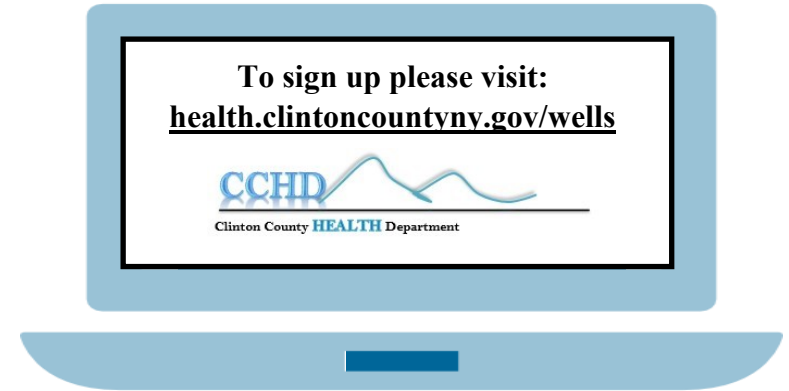 To sign up please visit:
health.clintoncountyny.gov/wells
CCHD
Clinton County HEALTH Department